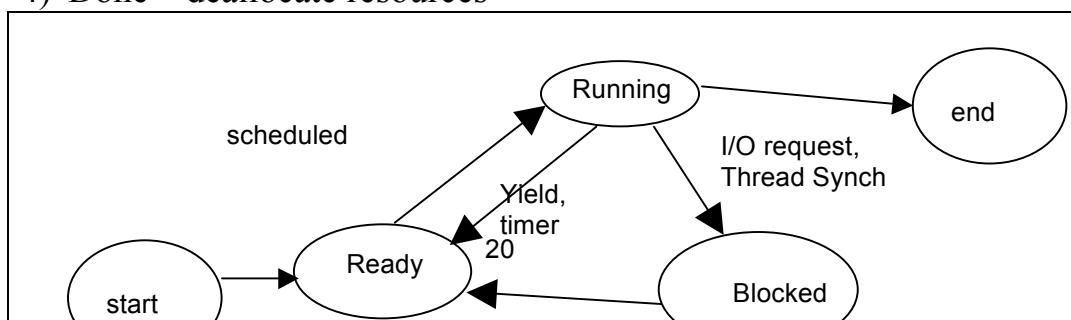 4) Done – deallocate resources
Running
end
scheduled
I/O request,
Thread Synch
Yield,
timer
20
Ready
Blocked
start